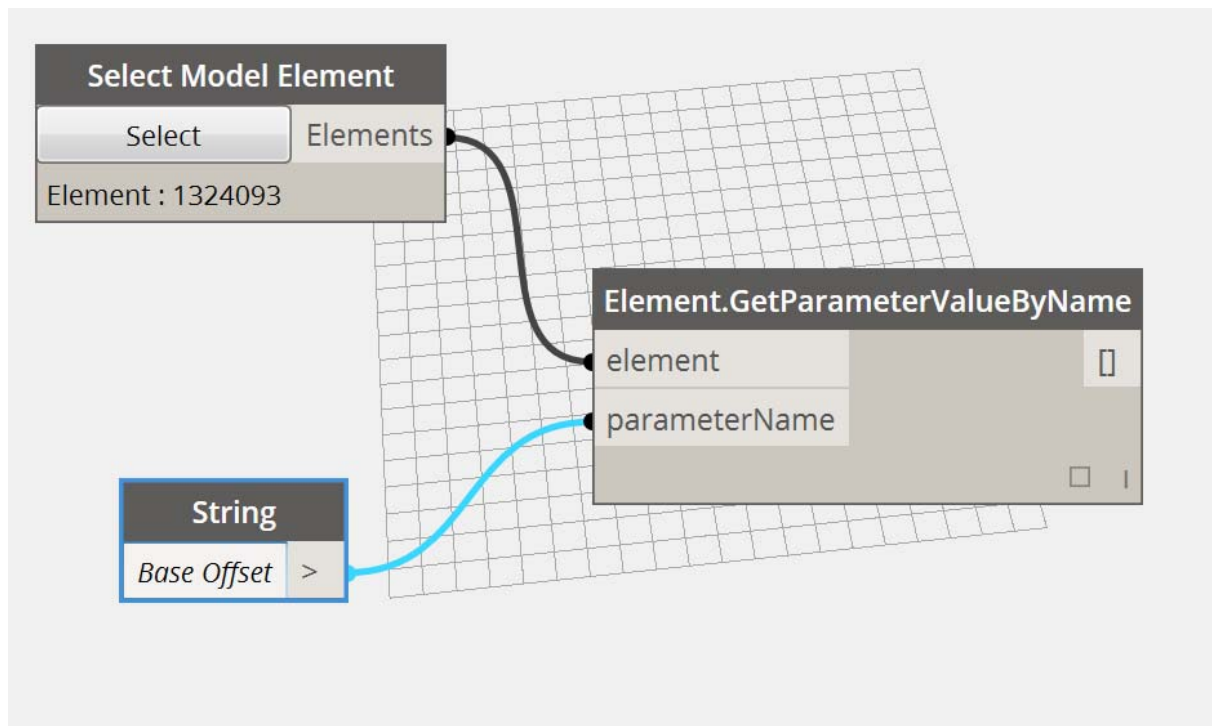 Select Model Element
Select
Elements
Element : 1324093
Element.GetParameterValueByName
element
[]
parameterName
String
Base Offset
>